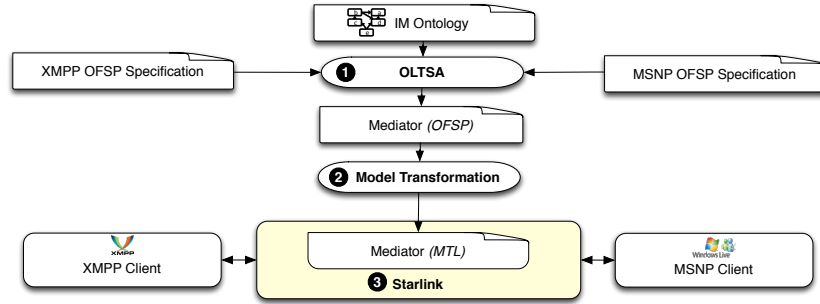 b
a
c
d
e
IM Ontology
XMPP OFSP Specification
1 OLTSA
MSNP OFSP Specification
Mediator (OFSP)
2 Model Transformation
XMPP
XMPP Client
Mediator (MTL)
3 Starlink
Windows Live
MSNP Client